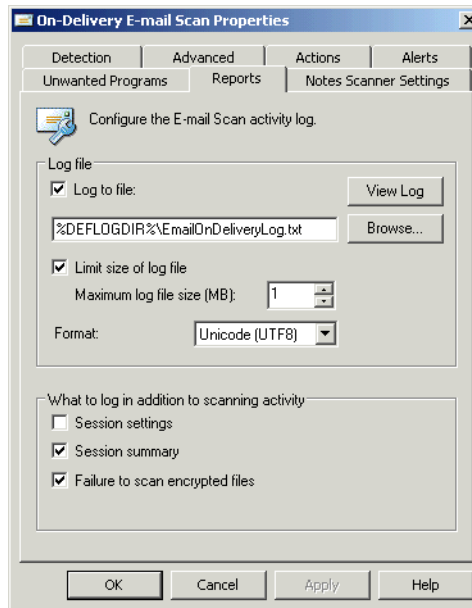 On-Delivery E-mail Scan Properties
Detection Advanced Actions Alerts
Unwanted Programs Reports Notes Scanner Settings
Configure the E-mail Scan activity log.
Log file
Log to file: View Log
%DEFLOGDIR%\EmailOnDeliveryLog.txt Browse...
Limit size of log file
Maximum log file size (MB): 1
Format: Unicode (UTF8)
What to log in addition to scanning activity
Session settings
Session summary
Failure to scan encrypted files
OK Cancel Apply Help